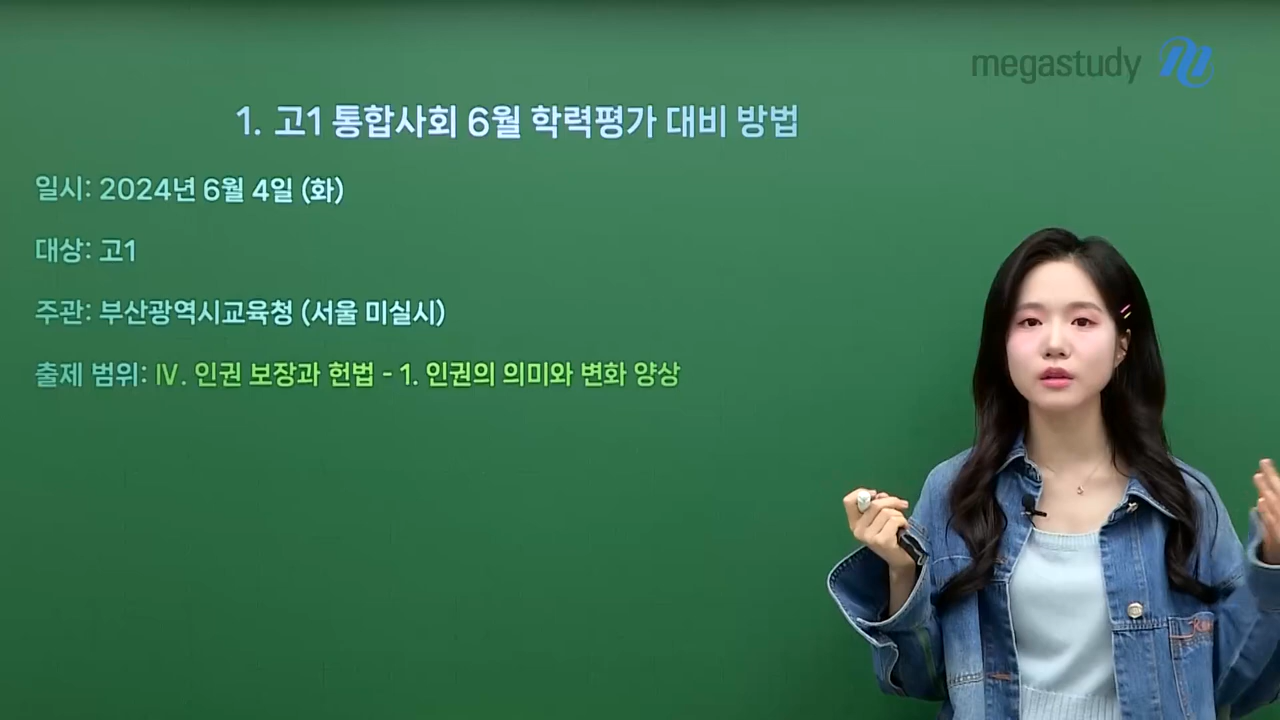 megastudy
1. 고1 통합사회 6월 학력평가 대비 방법
일시: 2024년 6월 4일 (화)
대상: 고1
주관: 부산광역시교육청 (서울 미실시)
출제 범위: Ⅳ. 인권 보장과 헌법 - 1. 인권의 의미와 변화 양상